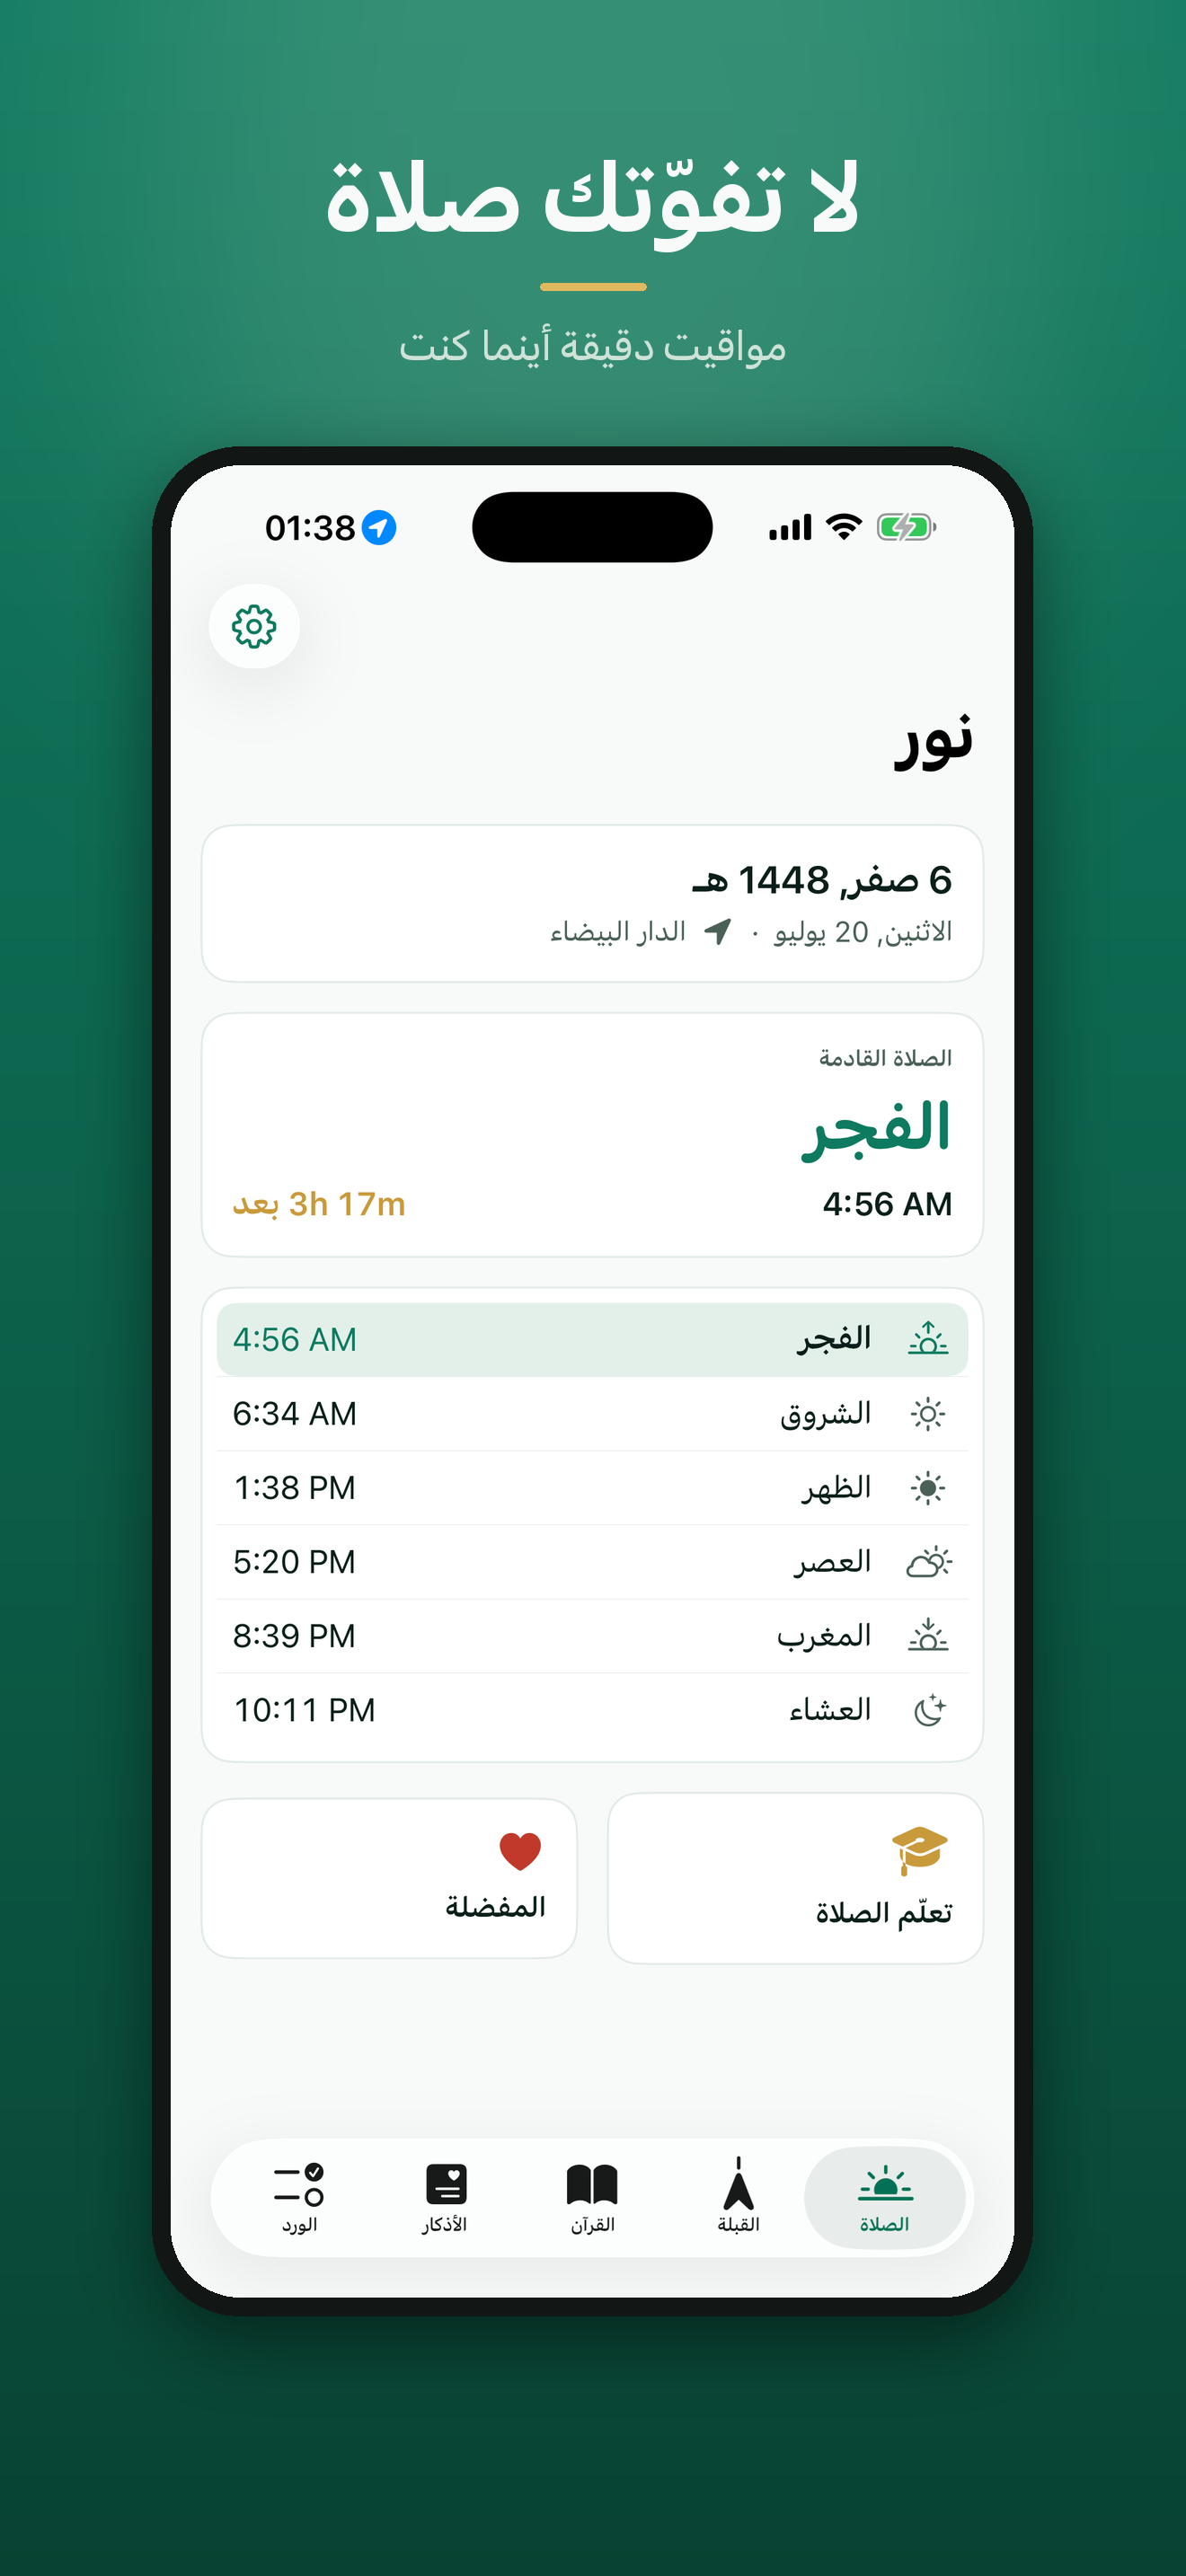 لا تفوّتك صلاة
مواقيت دقيقة أينما كنت
01:38
نور
6 صفر, 1448 هـ
الاثنين, 20 يوليو · الدار البيضاء
الصلاة القادمة
الفجر
4:56 AM
3h 17m بعد
الفجر 4:56 AM
الشروق 6:34 AM
الظهر 1:38 PM
العصر 5:20 PM
المغرب 8:39 PM
العشاء 10:11 PM
تعلّم الصلاة
المفضلة
الصلاة
القبلة
القرآن
الأذكار
الورد